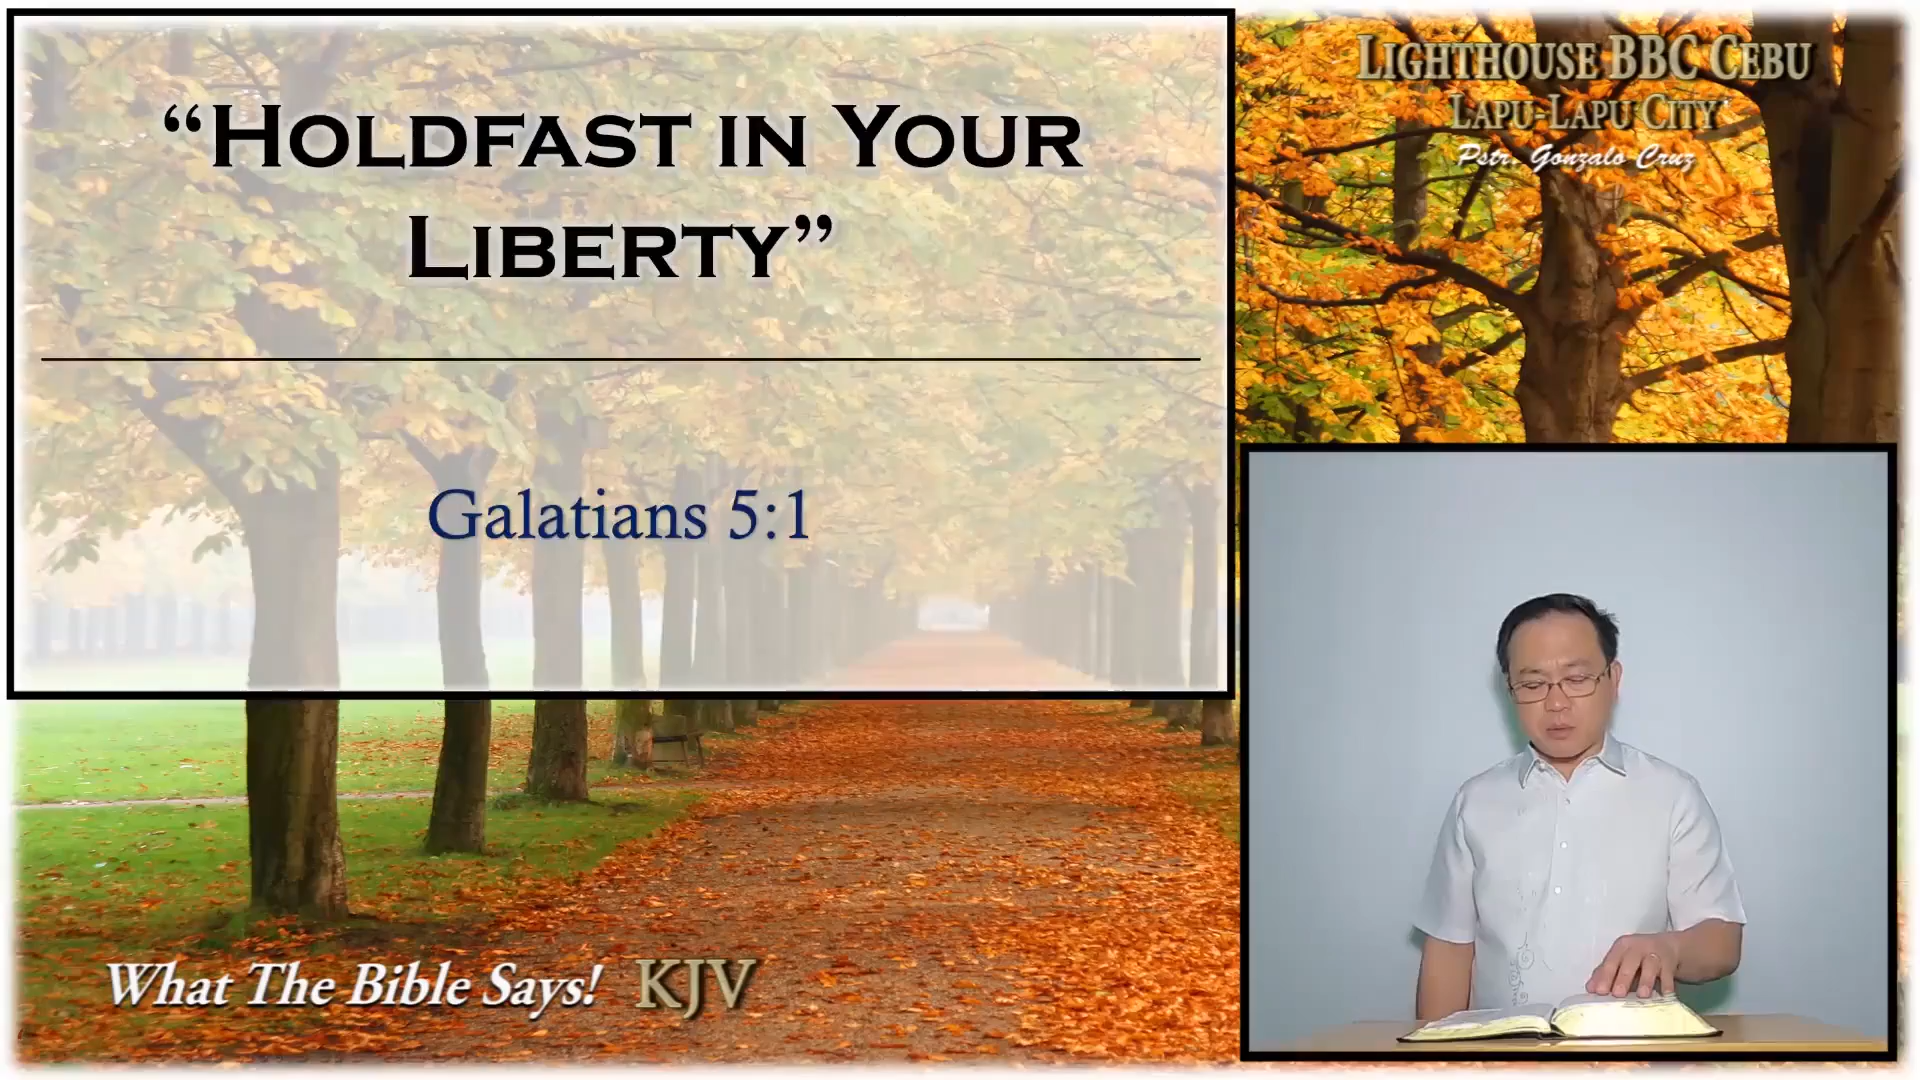 “Holdfast in Your
Liberty”
Galatians 5:1
Lighthouse BBC Cebu
Lapu-Lapu City
Pstr. Gonzalo Cruz
What The Bible Says! KJV